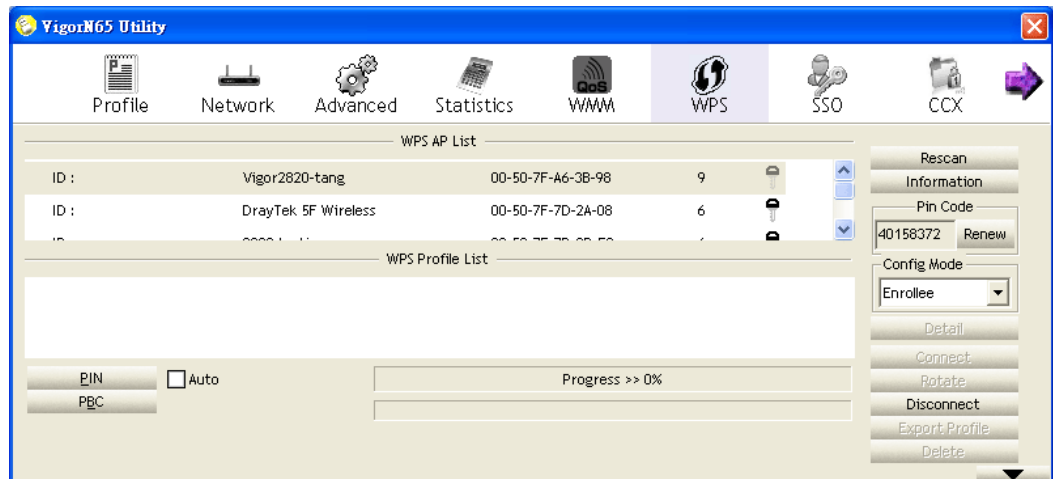 VigorN65 Utility
Profile Network Advanced Statistics WMM WPS SSO CCX
QoS
WPS AP List
ID : Vigor2820-tang 00-50-7F-A6-3B-98 9
ID : DrayTek 5F Wireless 00-50-7F-7D-2A-08 6
WPS Profile List
PIN Auto Progress >> 0%
PBC
Rescan
Information
Pin Code
40158372 Renew
Config Mode
Enrollee
Detail
Connect
Rotate
Disconnect
Export Profile
Delete